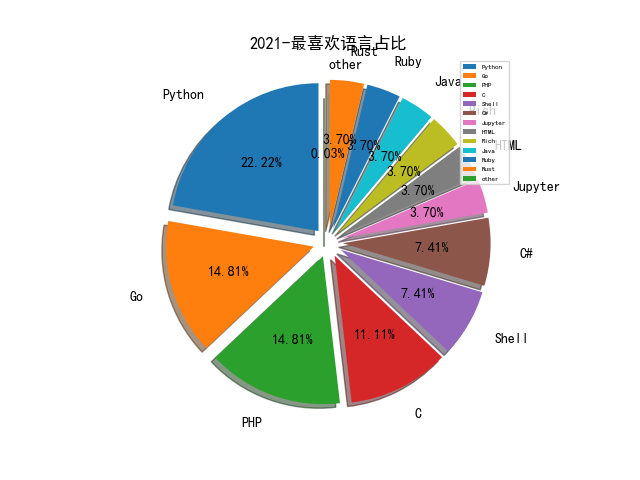 2021-最喜欢语言占比
Rust
other
Ruby
Java
Rich
HTML
Jupyter
C#
Shell
C
PHP
Go
Python
22.22%
14.81%
14.81%
11.11%
7.41%
7.41%
3.70%
3.70%
3.70%
3.70%
3.70%
3.70%
0.03%
Python
Go
PHP
C
Shell
C#
Jupyter
HTML
Rich
Java
Ruby
Rust
other